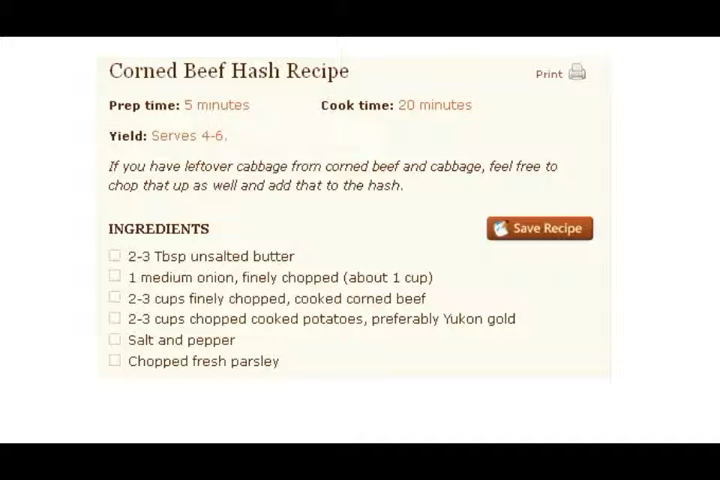 Corned Beef Hash Recipe
Print
Prep time: 5 minutes Cook time: 20 minutes
Yield: Serves 4-6.
If you have leftover cabbage from corned beef and cabbage, feel free to
chop that up as well and add that to the hash.
INGREDIENTS
Save Recipe
2-3 Tbsp unsalted butter
1 medium onion, finely chopped (about 1 cup)
2-3 cups finely chopped, cooked corned beef
2-3 cups chopped cooked potatoes, preferably Yukon gold
Salt and pepper
Chopped fresh parsley